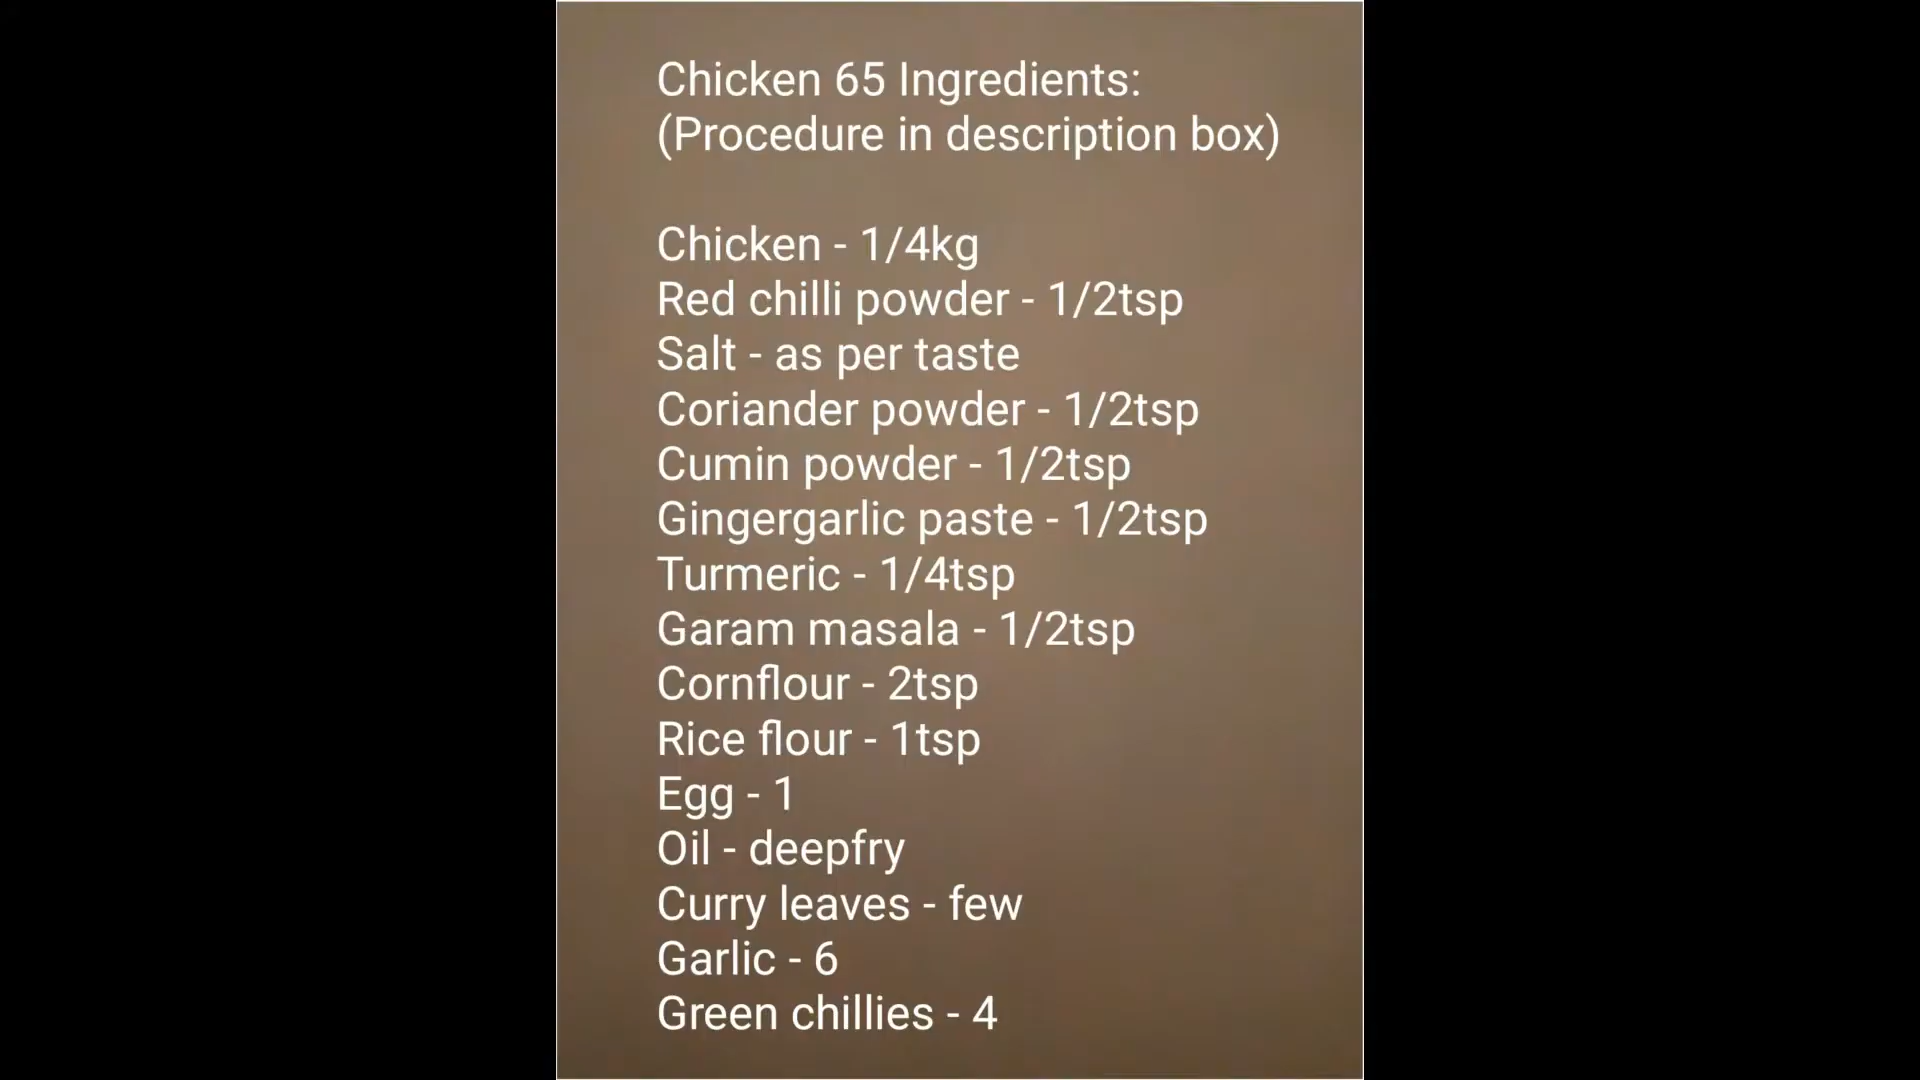 Chicken 65 Ingredients:
(Procedure in description box)
Chicken - 1/4kg
Red chilli powder - 1/2tsp
Salt - as per taste
Coriander powder - 1/2tsp
Cumin powder - 1/2tsp
Gingergarlic paste - 1/2tsp
Turmeric - 1/4tsp
Garam masala - 1/2tsp
Cornflour - 2tsp
Rice flour - 1tsp
Egg - 1
Oil - deepfry
Curry leaves - few
Garlic - 6
Green chillies - 4